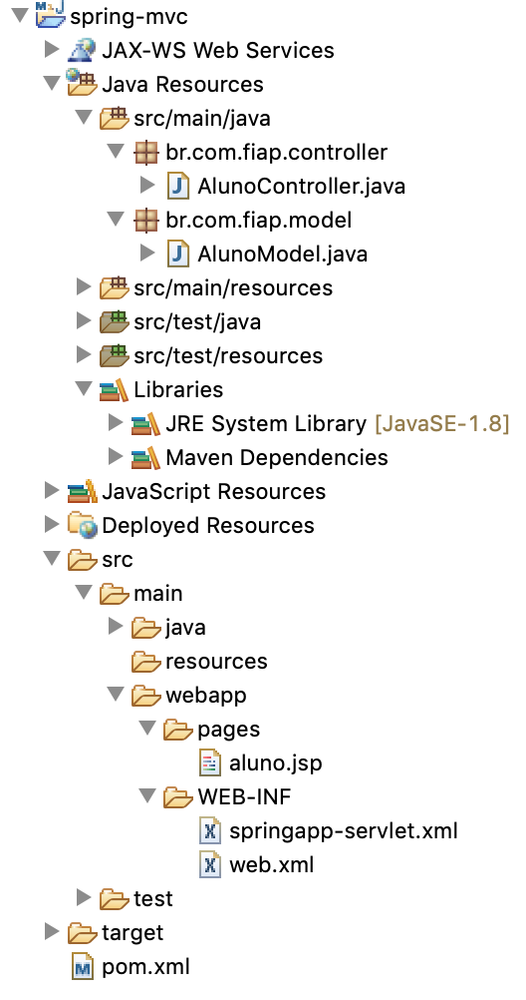 spring-mvc
JAX-WS Web Services
Java Resources
src/main/java
br.com.fiap.controller
AlunoController.java
br.com.fiap.model
AlunoModel.java
src/main/resources
src/test/java
src/test/resources
Libraries
JRE System Library [JavaSE-1.8]
Maven Dependencies
JavaScript Resources
Deployed Resources
src
main
java
resources
webapp
pages
aluno.jsp
WEB-INF
springapp-servlet.xml
web.xml
test
target
pom.xml